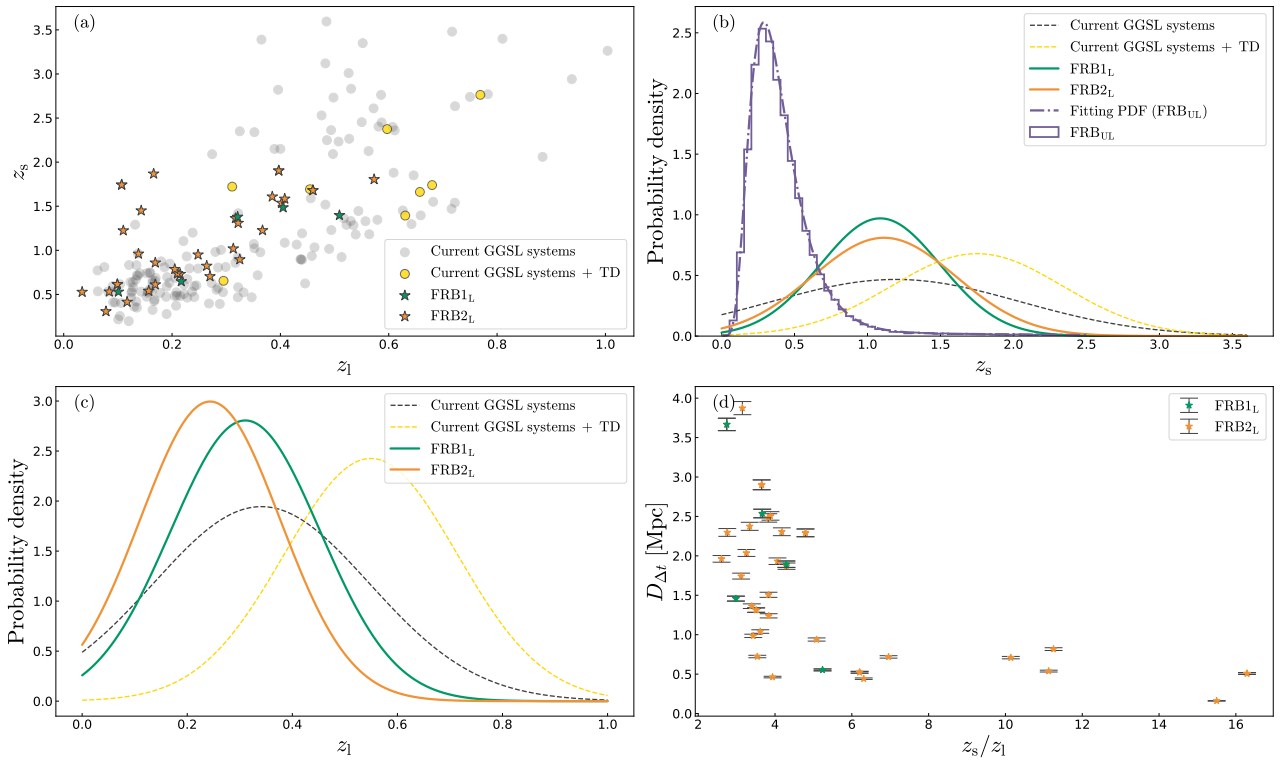 (a)
3.5
3.0
2.5
2.0
1.5
1.0
0.5
z_s
0.0
0.2
0.4
0.6
0.8
1.0
z_l
Current GGSL systems
Current GGSL systems + TD
FRB1_L
FRB2_L
(b)
2.5
2.0
1.5
1.0
0.5
0.0
Probability density
0.0
0.5
1.0
1.5
2.0
2.5
3.0
3.5
z_s
Current GGSL systems
Current GGSL systems + TD
FRB1_L
FRB2_L
Fitting PDF (FRB_UL)
FRB_UL
(c)
3.0
2.5
2.0
1.5
1.0
0.5
0.0
Probability density
0.0
0.2
0.4
0.6
0.8
1.0
z_l
Current GGSL systems
Current GGSL systems + TD
FRB1_L
FRB2_L
(d)
4.0
3.5
3.0
2.5
2.0
1.5
1.0
0.5
0.0
D_Δt [Mpc]
2
4
6
8
10
12
14
16
z_s/z_l
FRB1_L
FRB2_L